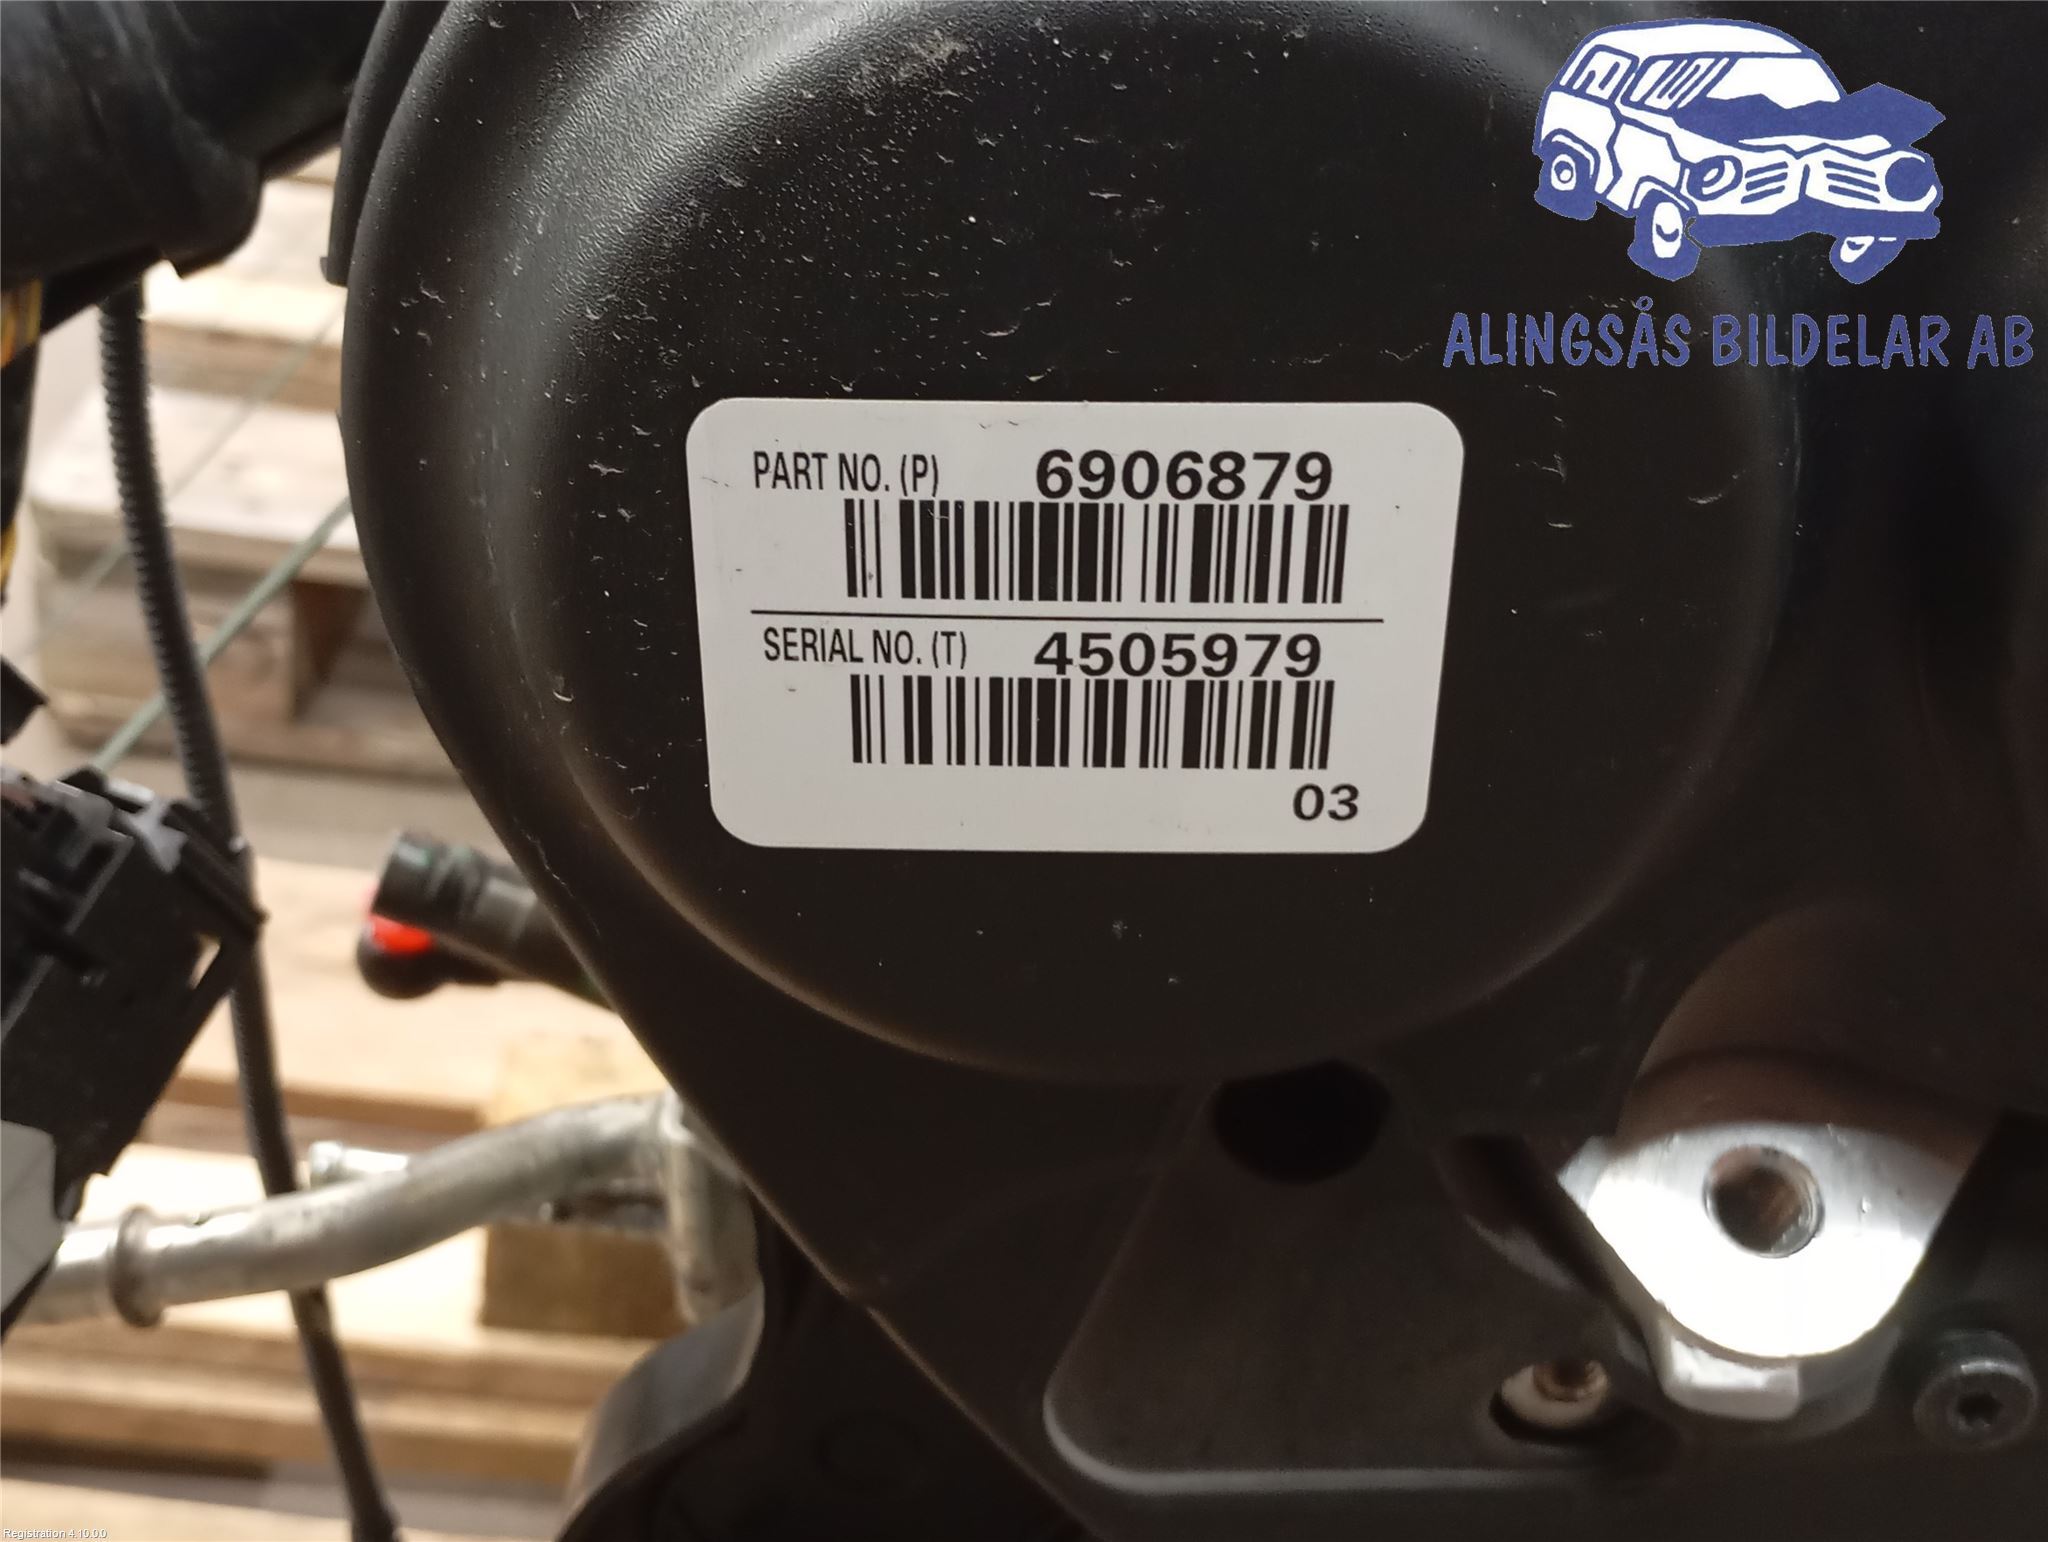 ALINGSÅS BILDELAR AB
PART NO. (P) 6906879
SERIAL NO. (T) 4505979
03
Registration 4.10.0.0